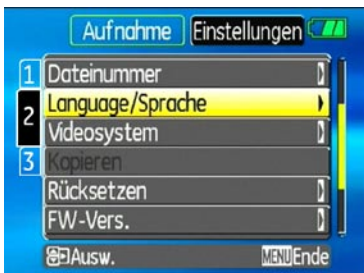 Aufnahme Einstellungen
1 Dateinummer
Language/Sprache
2
Videosystem
3 Kopieren
Rücksetzen
FW-Vers.
Ausw. MENU Ende